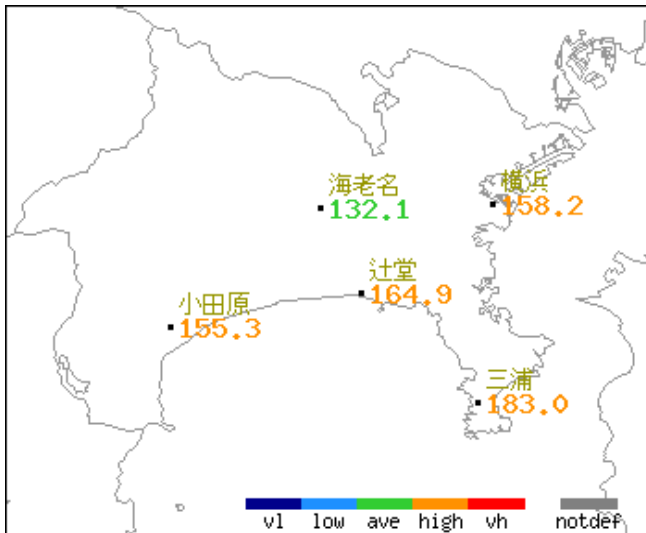 海老名
132.1
横浜
158.2
辻堂
164.9
小田原
155.3
三浦
183.0
vl low ave high vh notdef